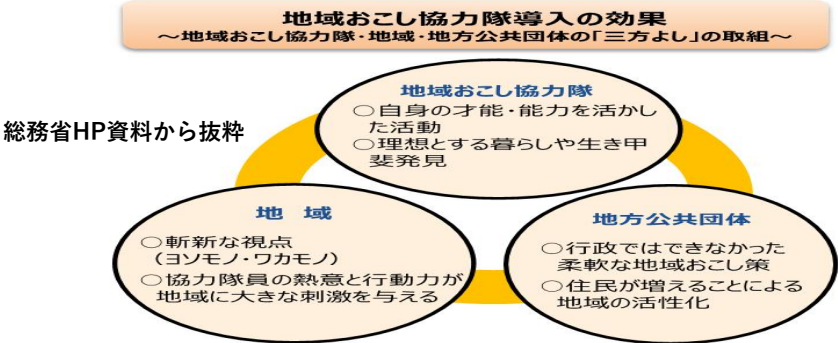 地域おこし協力隊導入の効果
～地域おこし協力隊・地域・地方公共団体の「三方よし」の取組～
総務省HP資料から抜粋
地域おこし協力隊
○自身の才能・能力を活かし
た活動
○理想とする暮らしや生き甲
斐発見
地　域
○斬新な視点
（ヨソモノ・ワカモノ）
○協力隊員の熱意と行動力が
地域に大きな刺激を与える
地方公共団体
○行政ではできなかった
柔軟な地域おこし策
○住民が増えることによる
地域の活性化